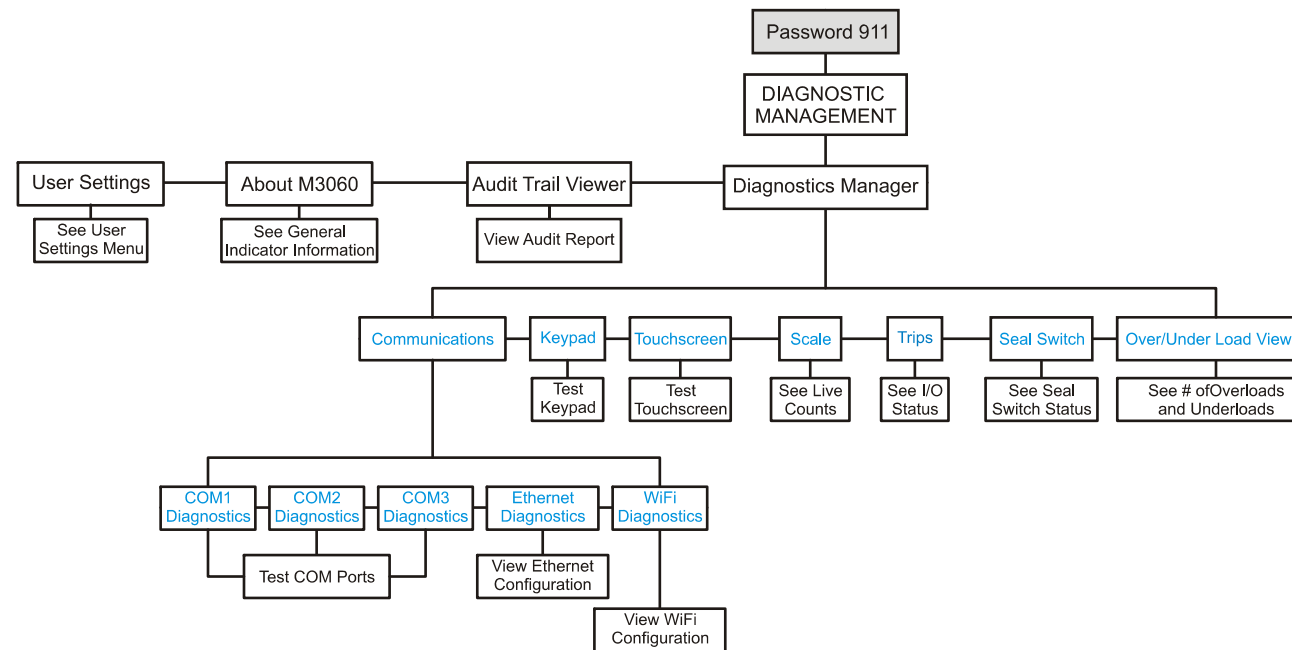 Password 911
DIAGNOSTIC
MANAGEMENT
User Settings
About M3060
Audit Trail Viewer
Diagnostics Manager
See User
Settings Menu
See General
Indicator Information
View Audit Report
Communications
Keypad
Touchscreen
Scale
Trips
Seal Switch
Over/Under Load View
Test
Keypad
Test
Touchscreen
See Live
Counts
See I/O
Status
See Seal
Switch Status
See # ofOverloads
and Underloads
COM1
Diagnostics
COM2
Diagnostics
COM3
Diagnostics
Ethernet
Diagnostics
WiFi
Diagnostics
Test COM Ports
View Ethernet
Configuration
View WiFi
Configuration